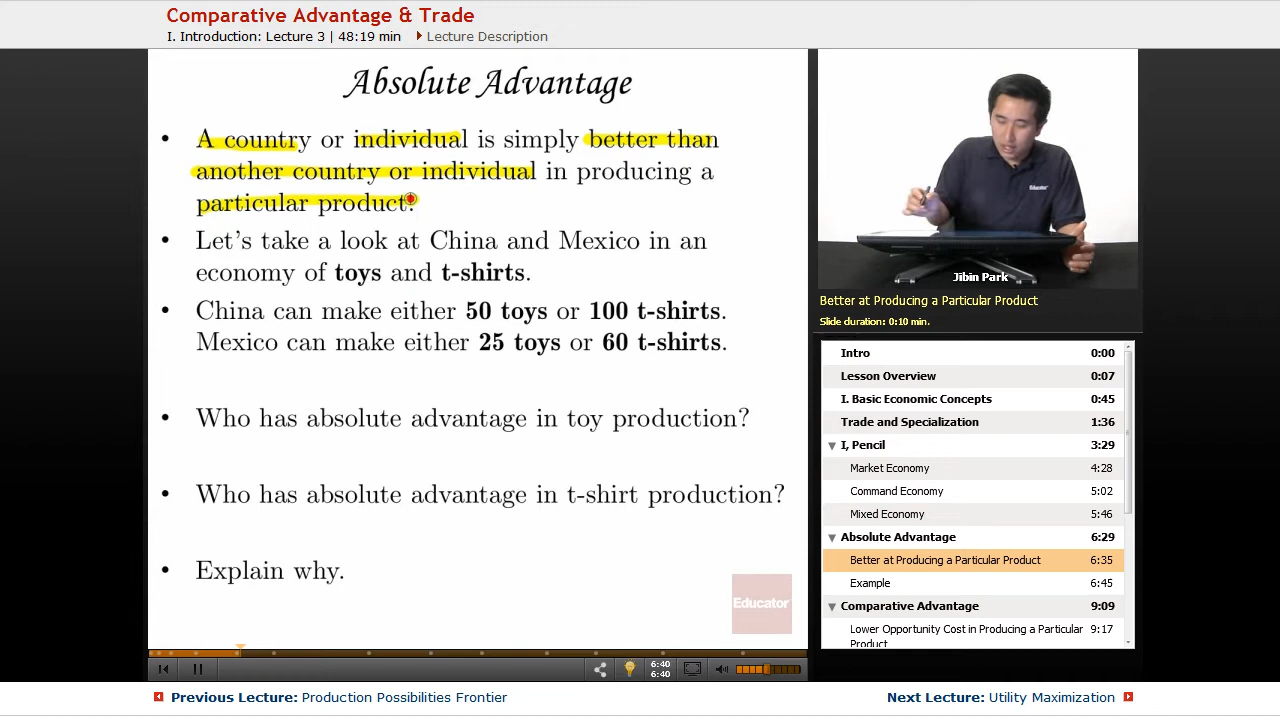 Comparative Advantage & Trade
I. Introduction: Lecture 3 | 48:19 min Lecture Description
Absolute Advantage
• A country or individual is simply better than
another country or individual in producing a
particular product.
• Let's take a look at China and Mexico in an
economy of toys and t-shirts.
• China can make either 50 toys or 100 t-shirts.
Mexico can make either 25 toys or 60 t-shirts.
• Who has absolute advantage in toy production?
• Who has absolute advantage in t-shirt production?
• Explain why.
Educator
6:40
6:40
Educator
Jibin Park
Better at Producing a Particular Product
Slide duration: 0:10 min.
Intro 0:00
Lesson Overview 0:07
I. Basic Economic Concepts 0:45
Trade and Specialization 1:36
I, Pencil 3:29
Market Economy 4:28
Command Economy 5:02
Mixed Economy 5:46
Absolute Advantage 6:29
Better at Producing a Particular Product 6:35
Example 6:45
Comparative Advantage 9:09
Lower Opportunity Cost in Producing a Particular 9:17
Product
Previous Lecture: Production Possibilities Frontier
Next Lecture: Utility Maximization